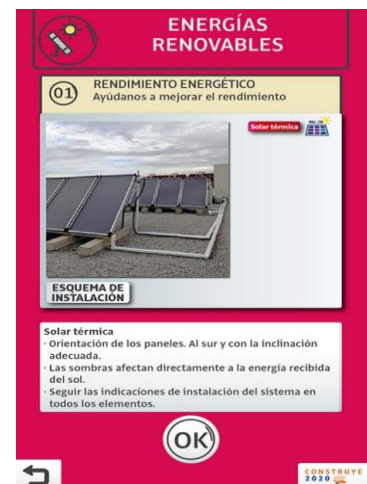 ENERGÍAS
RENOVABLES
01
RENDIMIENTO ENERGÉTICO
Ayúdanos a mejorar el rendimiento
Solar térmica
ESQUEMA DE
INSTALACIÓN
Solar térmica
· Orientación de los paneles. Al sur y con la inclinación
adecuada.
· Las sombras afectan directamente a la energía recibida
del sol.
· Seguir las indicaciones de instalación del sistema en
todos los elementos.
OK
CONSTRUYE
2020